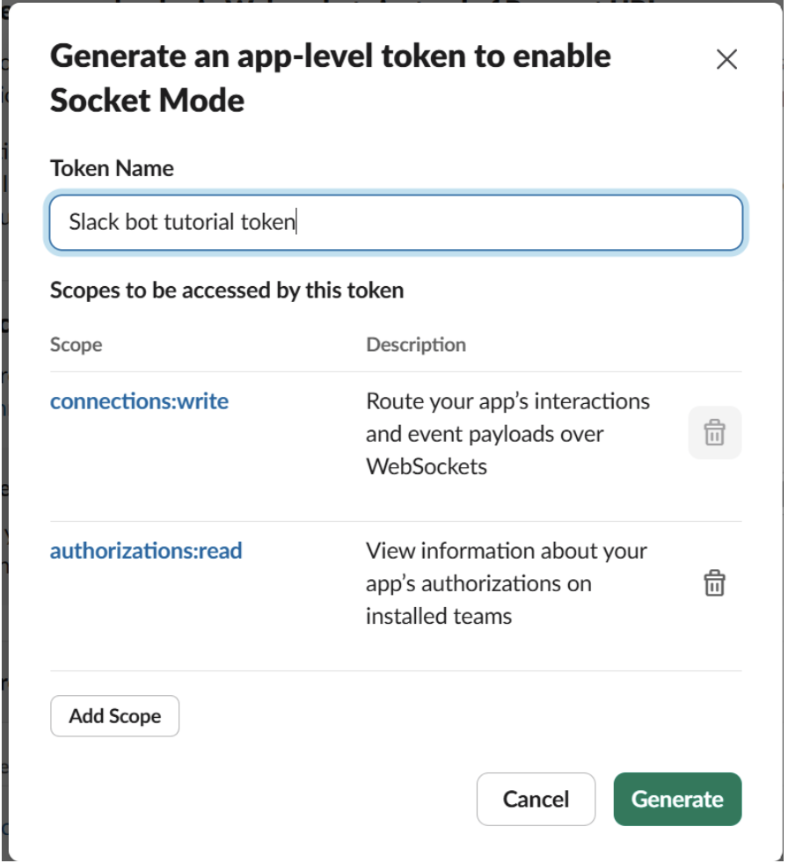 Generate an app-level token to enable
Socket Mode
Token Name
Slack bot tutorial token
Scopes to be accessed by this token
Scope Description
connections:write Route your app's interactions
and event payloads over
WebSockets
authorizations:read View information about your
app's authorizations on
installed teams
Add Scope
Cancel Generate